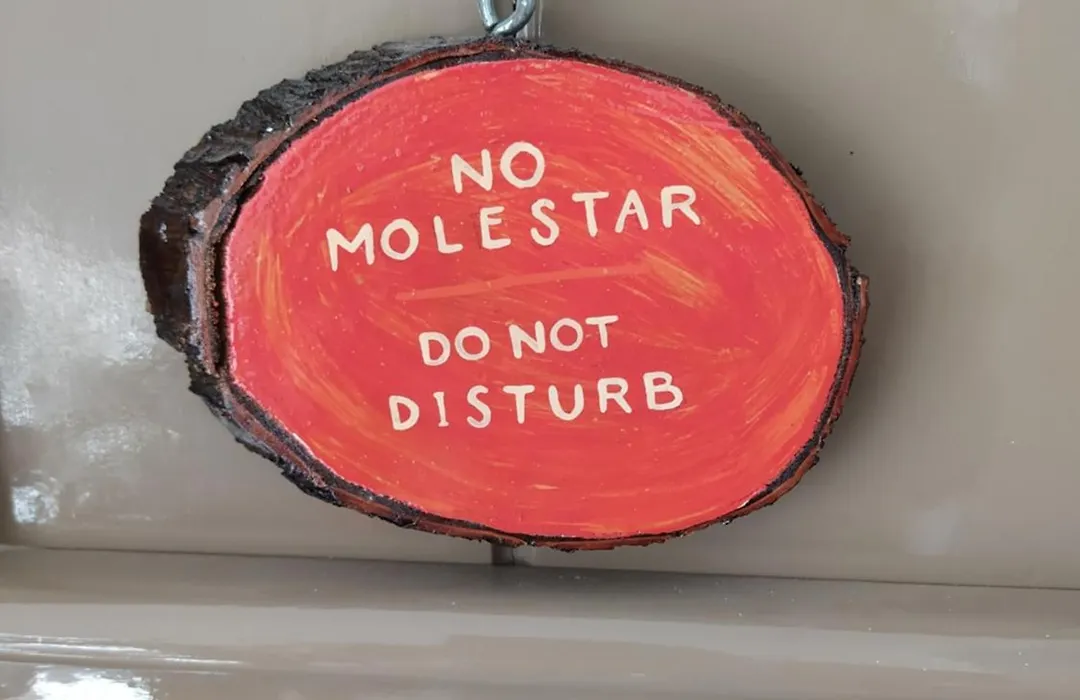 NO
MOLESTAR
DO NOT
DISTURB